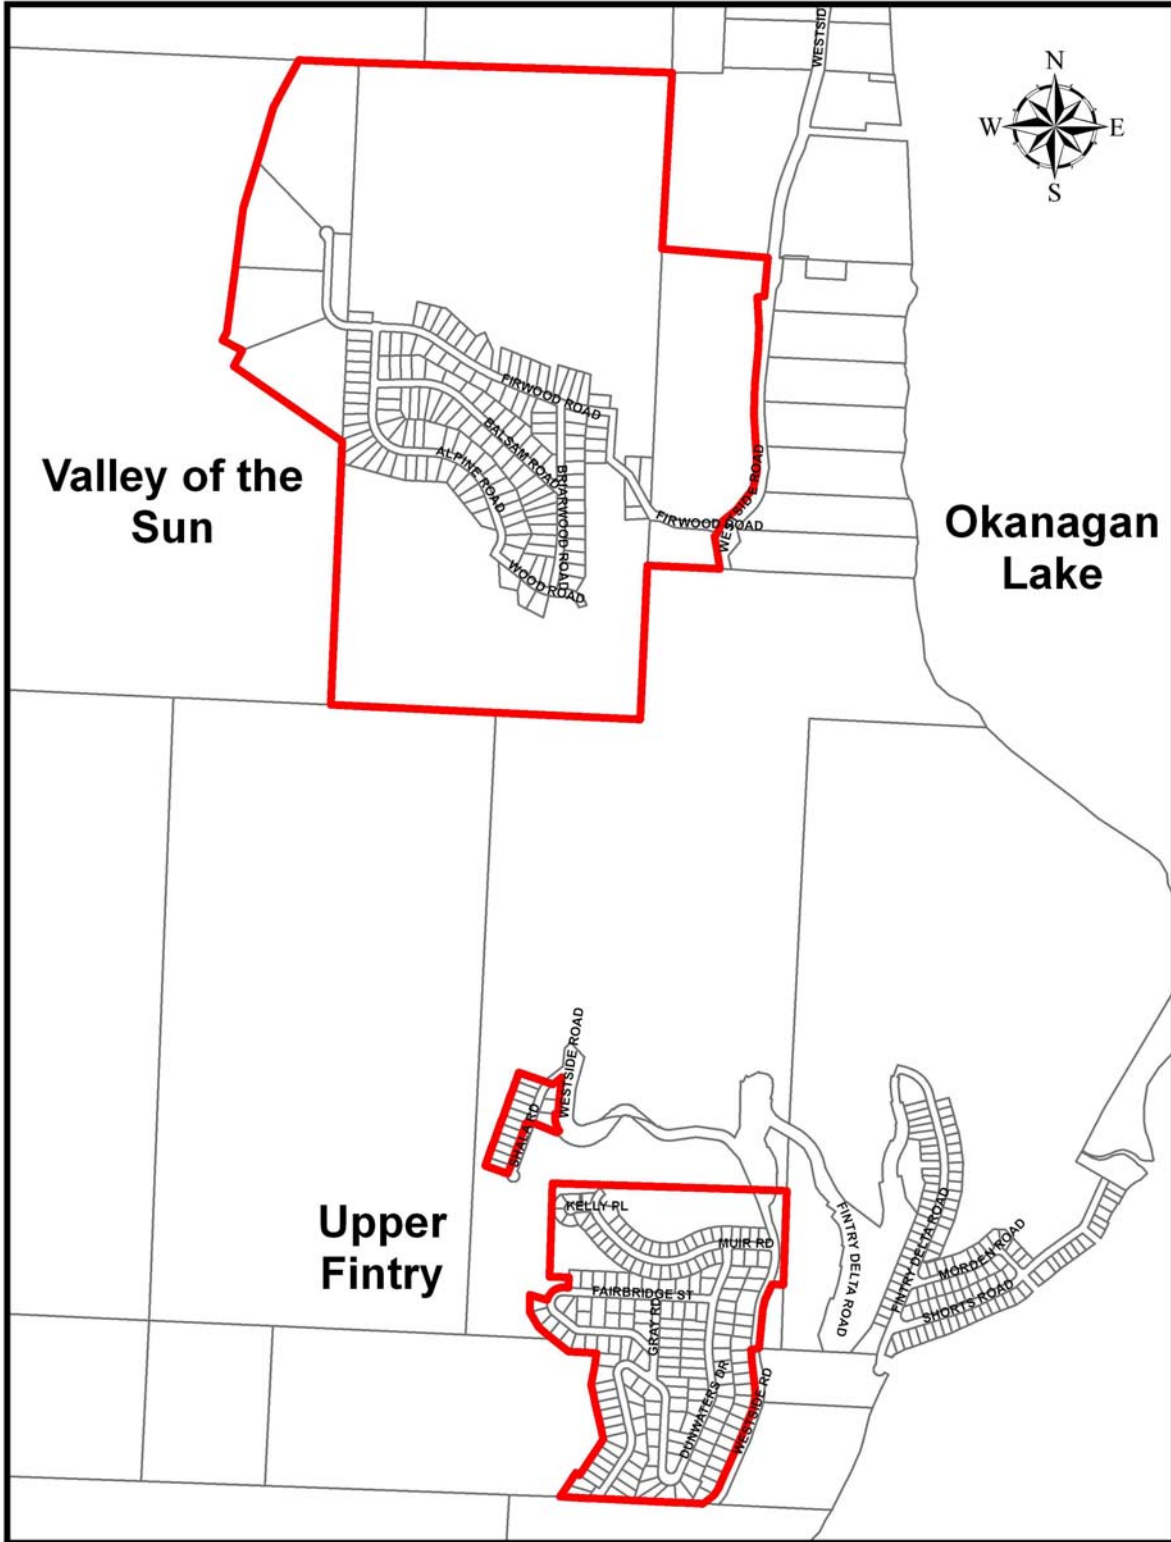 WESTSID
N
W
E
S
FIRWOOD ROAD
BALSAM ROAD
ALPINE ROAD
BRIARWOOD ROAD
WESTSIDE ROAD
FIRWOOD ROAD
WOOD ROAD
Valley of the
Sun
Okanagan
Lake
WESTSIDE ROAD
SHALA RD
Upper
Fintry
KELLY PL
MUIR RD
FAIRBRIDGE ST
GRAY RD
DUNWATERS DR
WESTSIDE RD
FINTRY DELTA ROAD
FINTRY DELTA ROAD
MORDEN ROAD
SHORTS ROAD